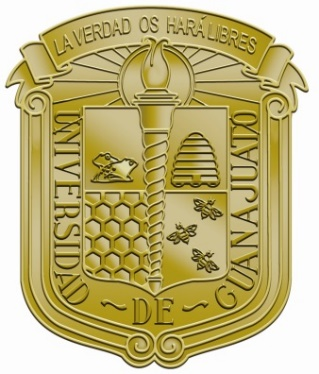 LA VERDAD OS HARÁ LIBRES
UNIVERSIDAD
DE
GUANAJUATO